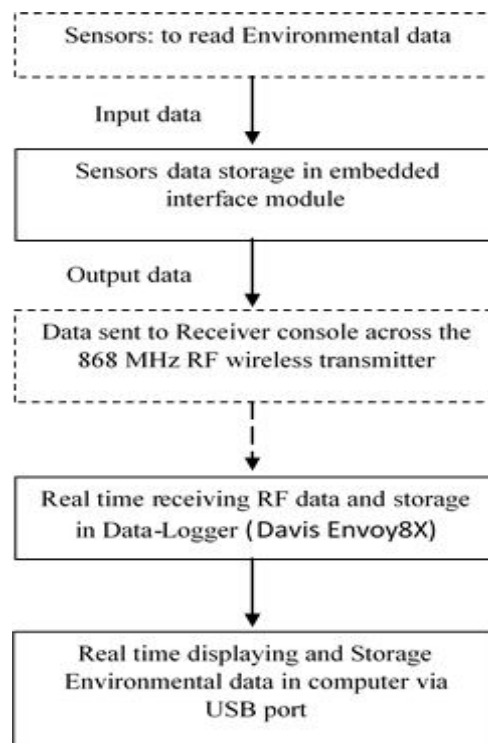 Sensors: to read Environmental data
Input data
Sensors data storage in embedded
interface module
Output data
Data sent to Receiver console across the
868 MHz RF wireless transmitter
Real time receiving RF data and storage
in Data-Logger (Davis Envoy8X)
Real time displaying and Storage
Environmental data in computer via
USB port